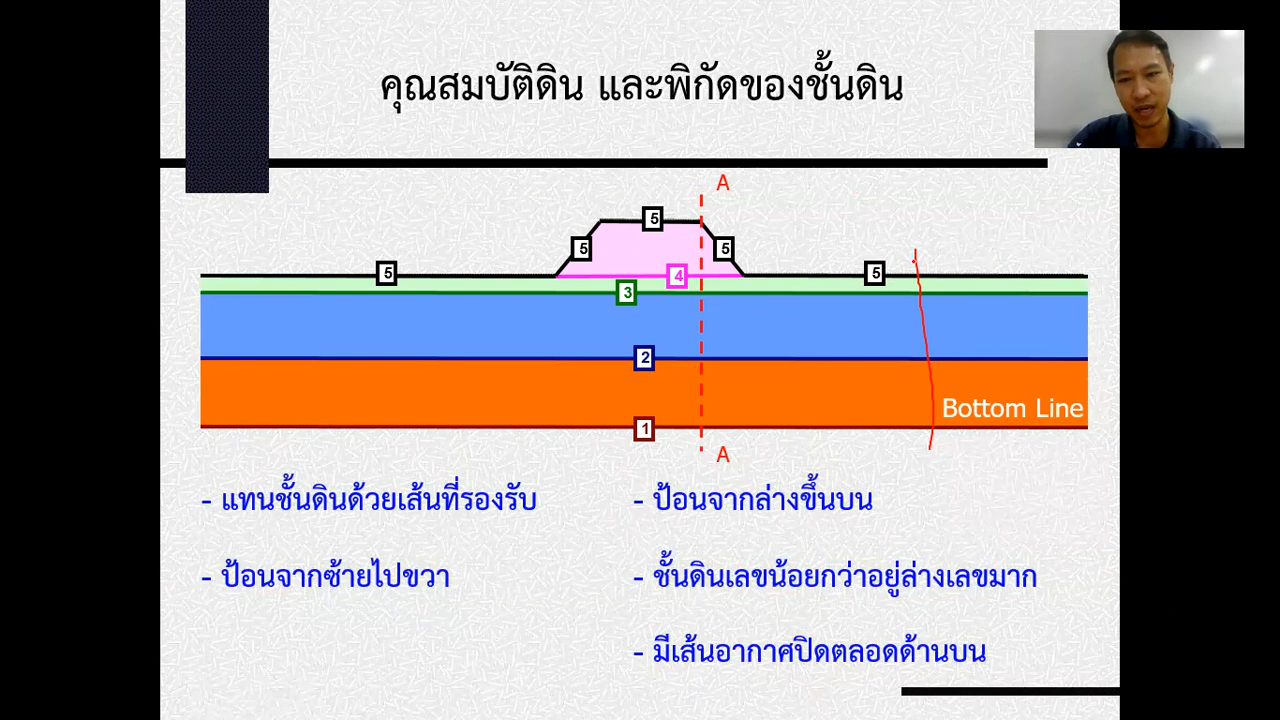 คุณสมบัติดิน และพิกัดของชั้นดิน
A
5
5
5
5
5
4
3
2
Bottom Line
1
A
- แทนชั้นดินด้วยเส้นที่รองรับ
- ป้อนจากซ้ายไปขวา
- ป้อนจากล่างขึ้นบน
- ชั้นดินเลขน้อยกว่าอยู่ล่างเลขมาก
- มีเส้นอากาศปิดตลอดด้านบน